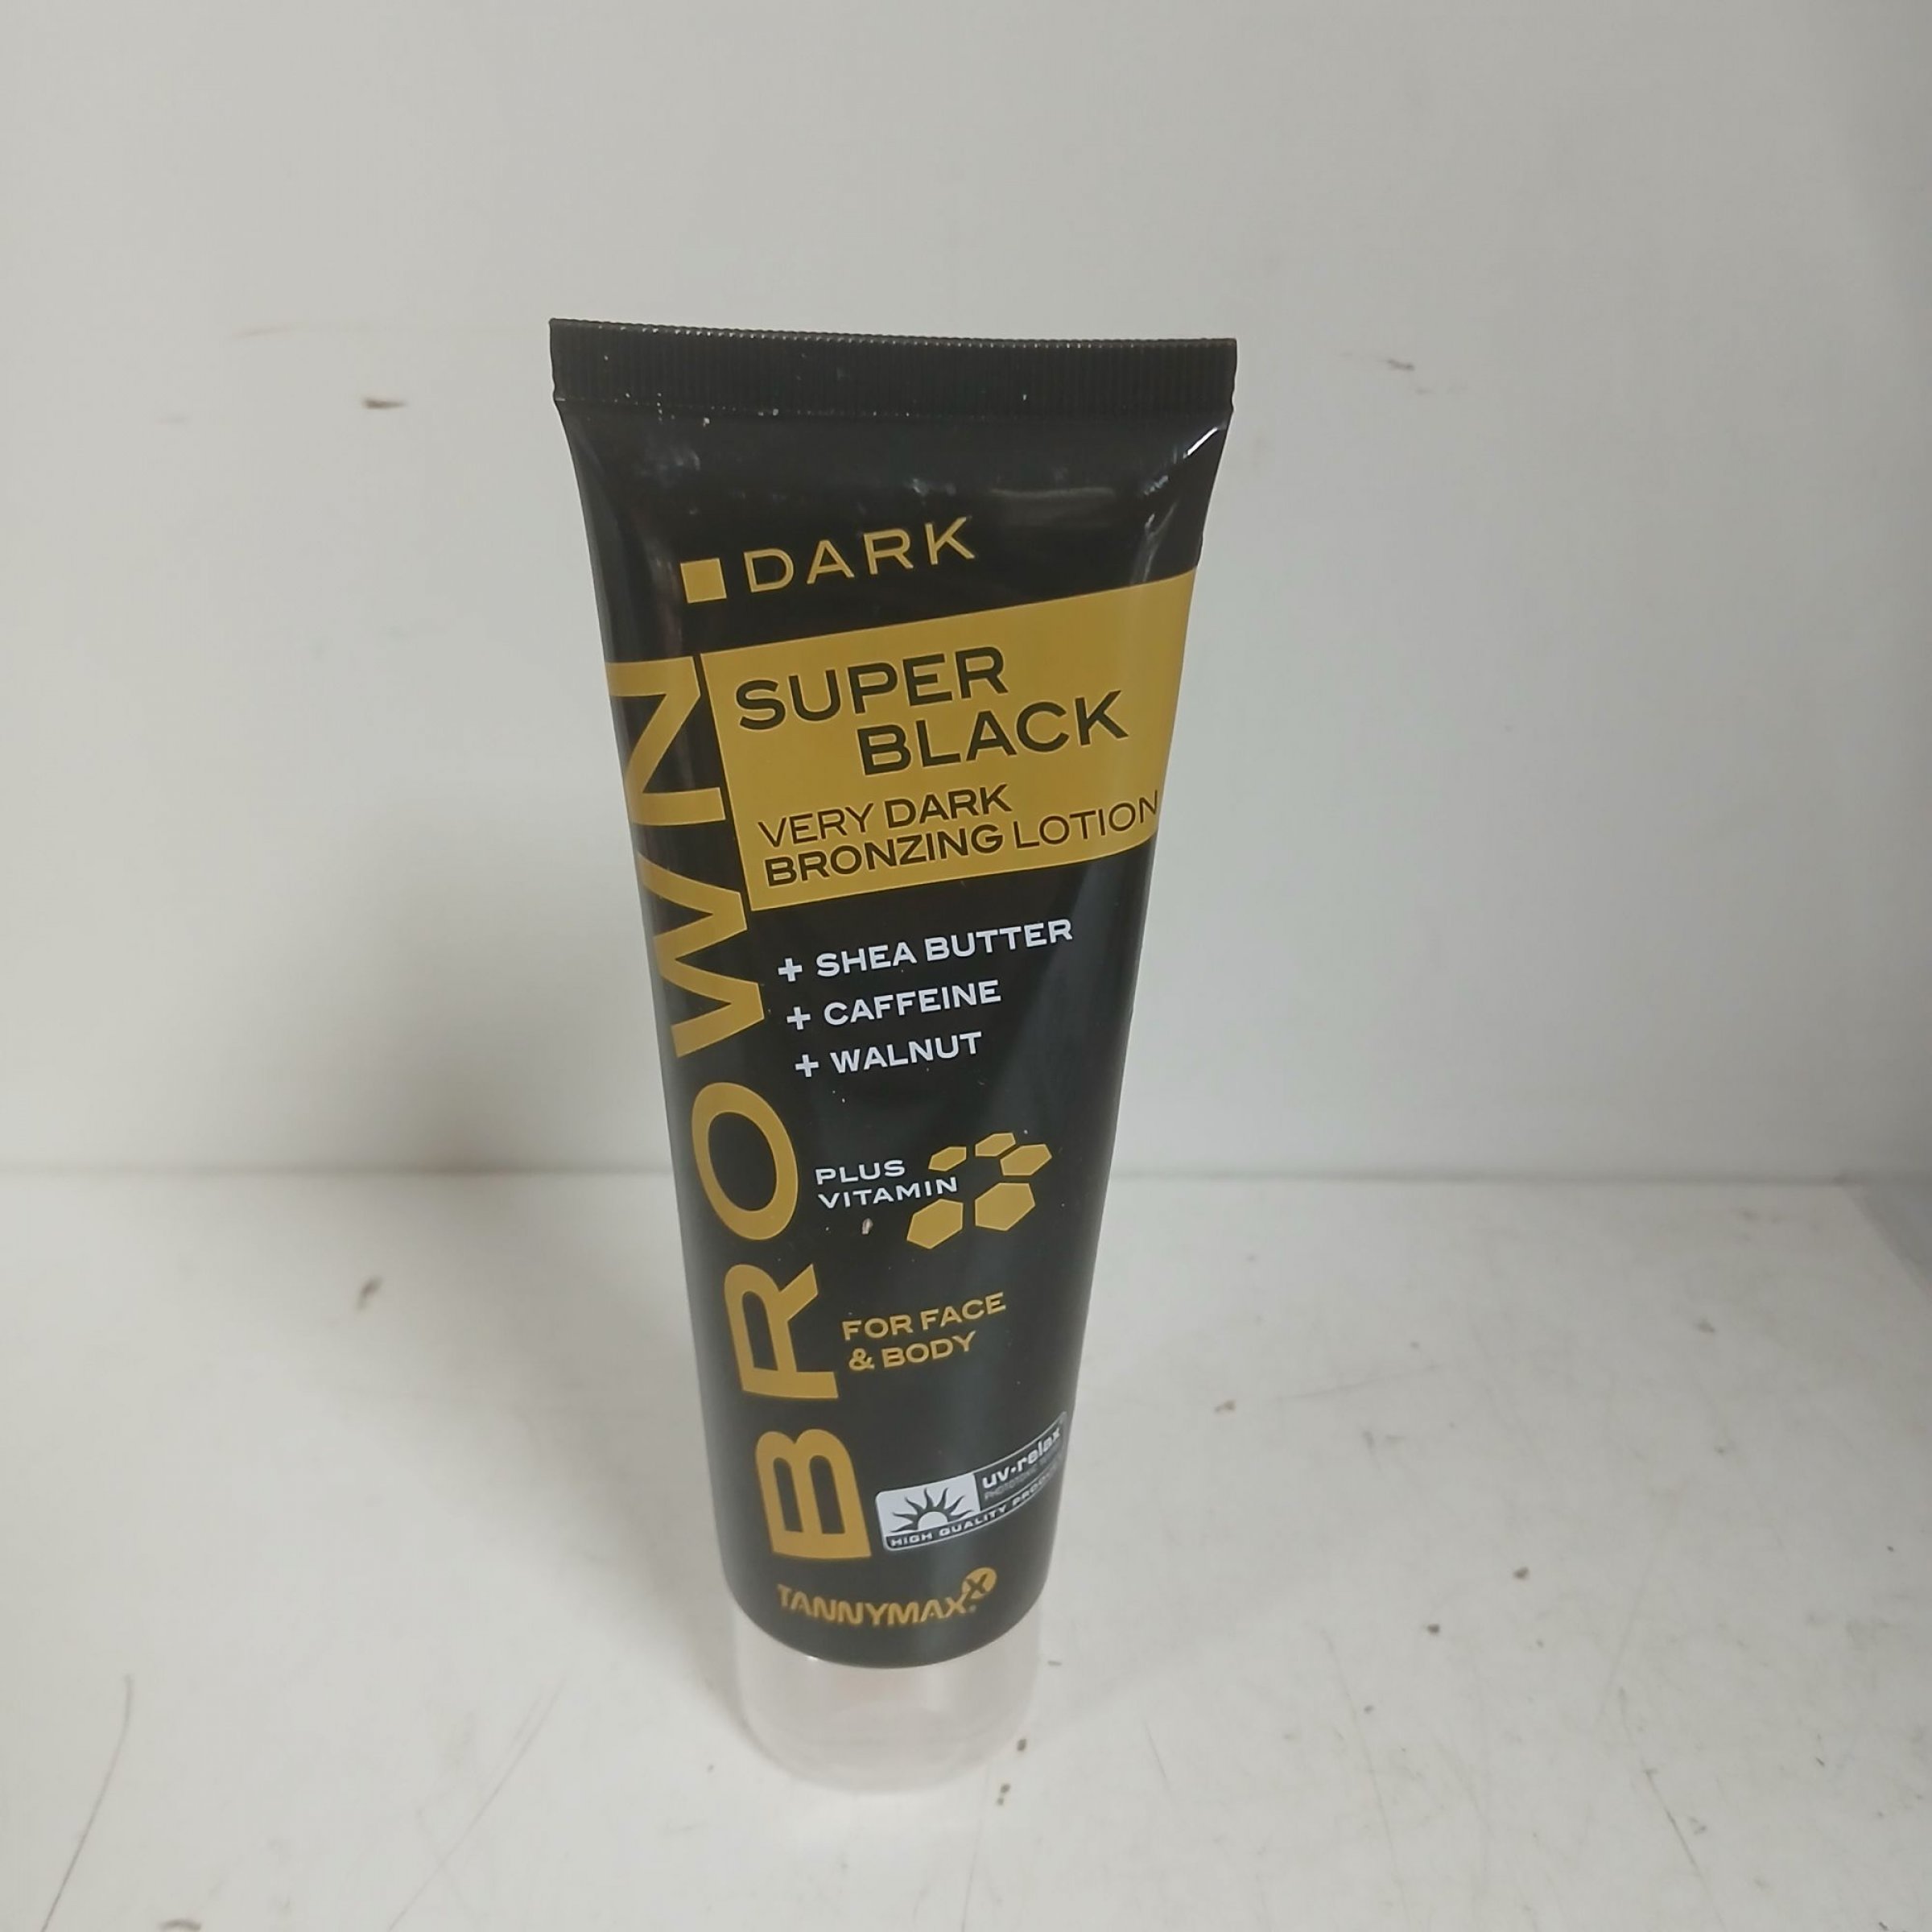 DARK
SUPER
BLACK
VERY DARK
BRONZING LOTION
BROWN
+ SHEA BUTTER
+ CAFFEINE
+ WALNUT
PLUS
VITAMIN
FOR FACE
& BODY
uv-relax
HIGH QUALITY
TANNYMAXX